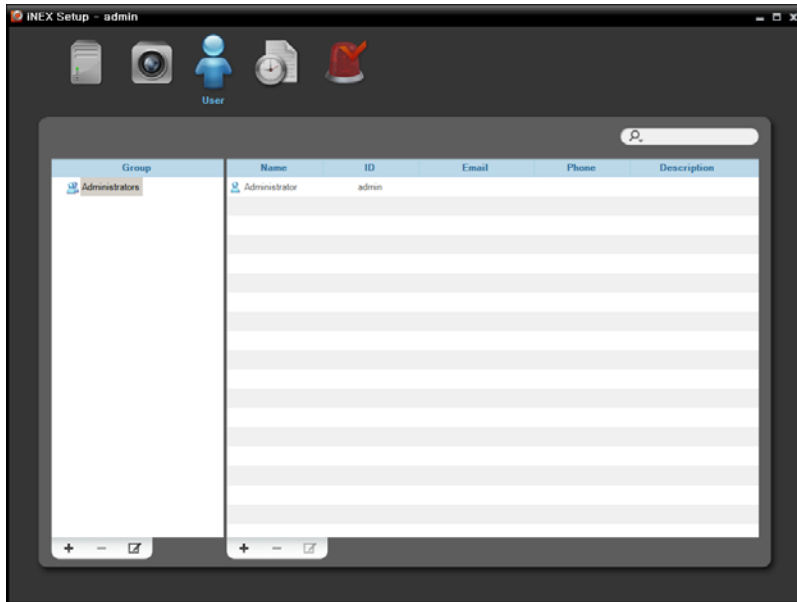 iNEX Setup - admin
User
Group Name ID Email Phone Description
Administrators Administrator admin